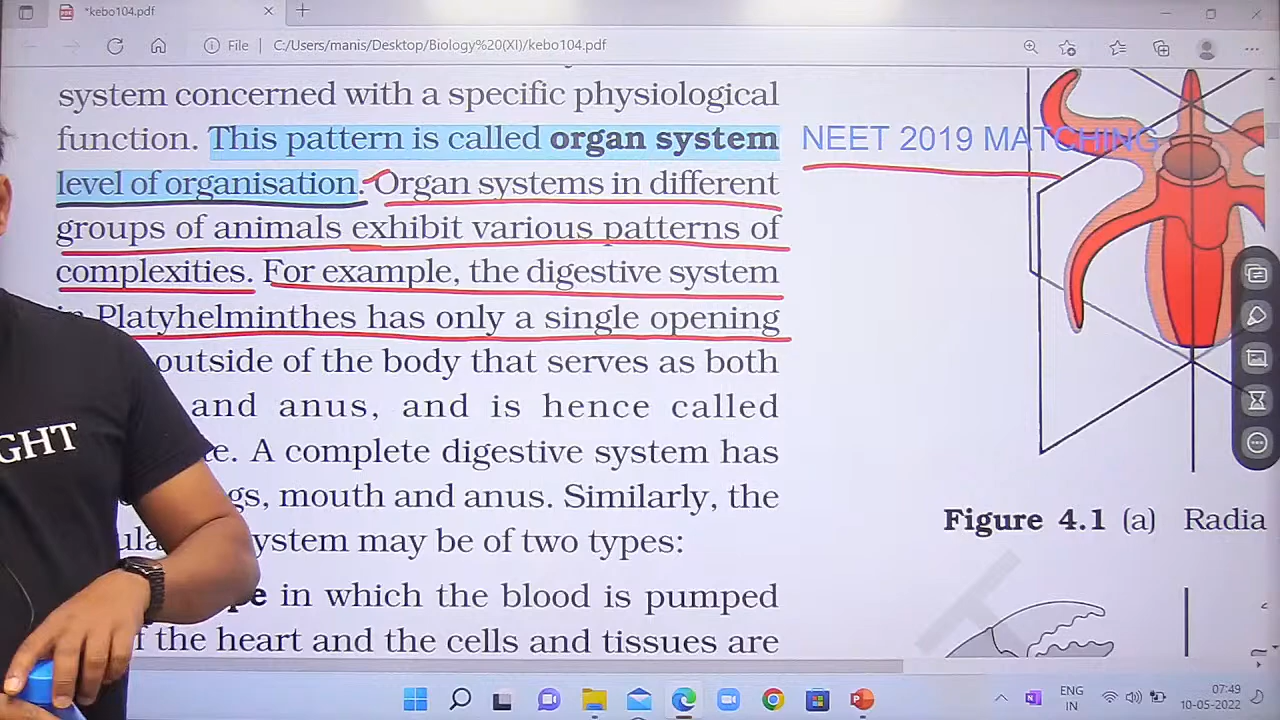 *kebo104.pdf
File
C:/Users/manis/Desktop/Biology%20(XI)/kebo104.pdf
system concerned with a specific physiological
function. This pattern is called organ system
level of organisation. Organ systems in different
groups of animals exhibit various patterns of
complexities. For example, the digestive system
Platyhelminthes has only a single opening
outside of the body that serves as both
and anus, and is hence called
A complete digestive system has
mouth and anus. Similarly, the
may be of two types:
in which the blood is pumped
the heart and the cells and tissues are
NEET 2019 MATCHING
Figure 4.1 (a) Radia
GHT
ENG
IN
07:49
10-05-2022